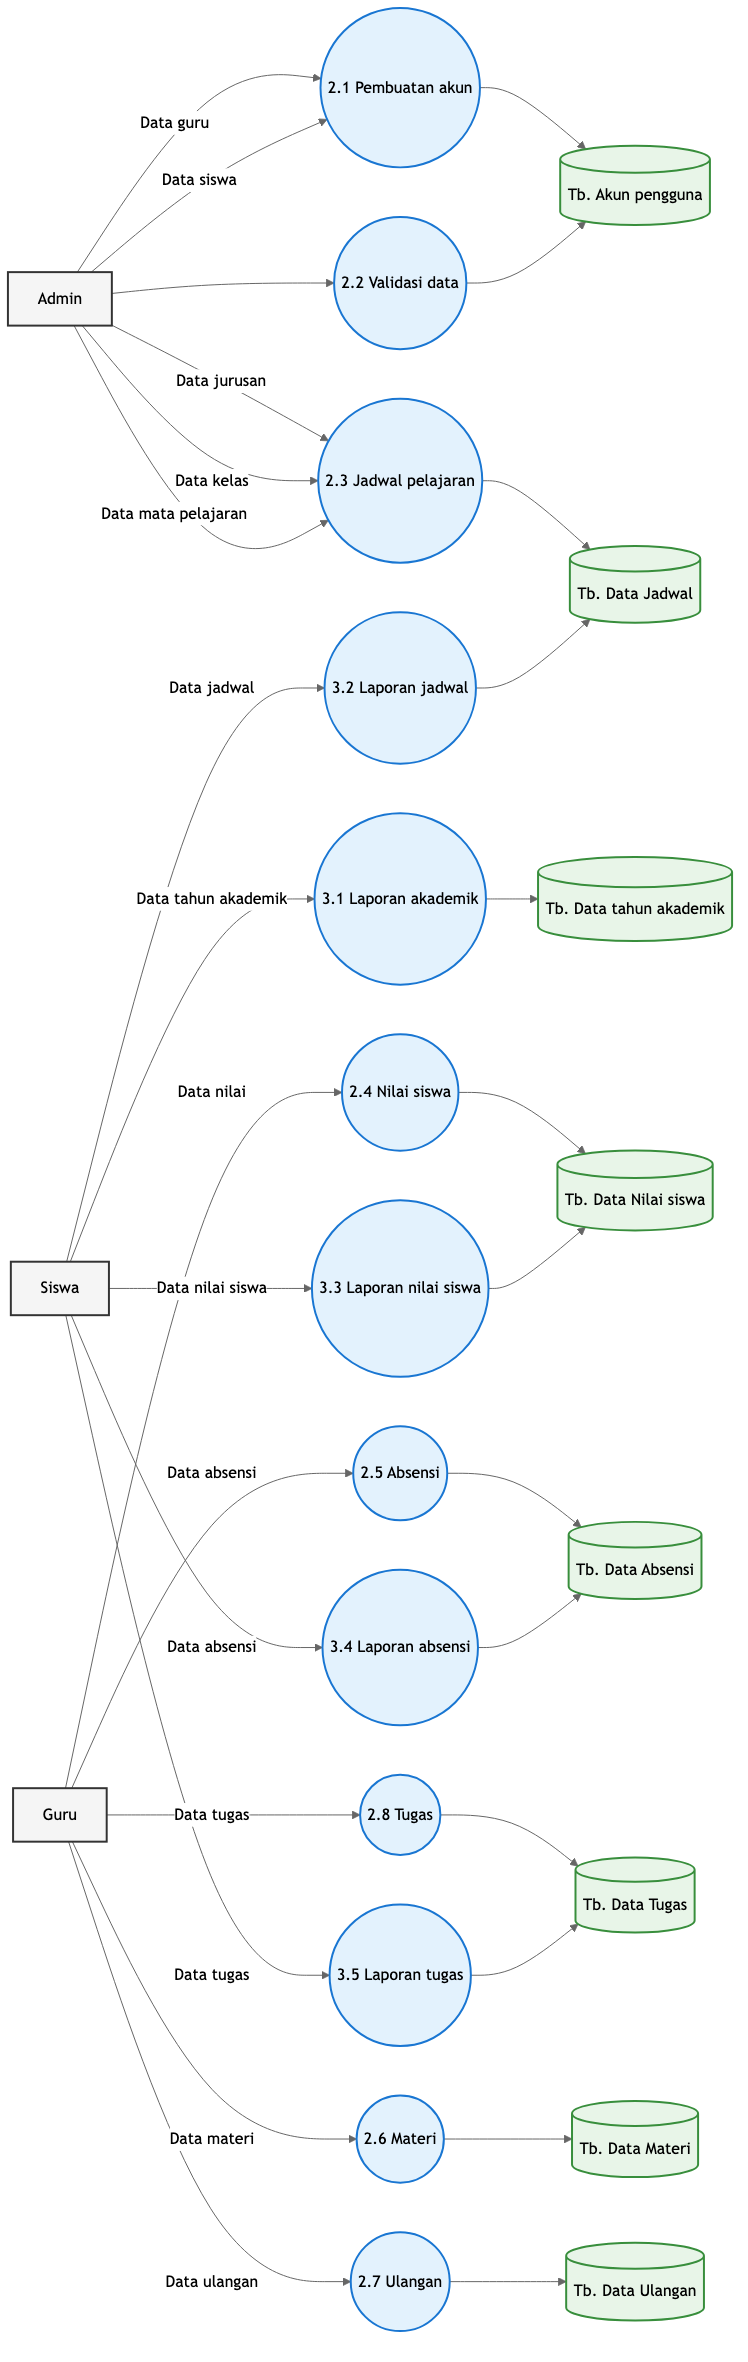 2.1 Pembuatan akun
Data guru
Data siswa
Tb. Akun pengguna
2.2 Validasi data
Admin
Data jurusan
Data kelas
2.3 Jadwal pelajaran
Data mata pelajaran
Tb. Data Jadwal
Data jadwal
3.2 Laporan jadwal
Data tahun akademik
3.1 Laporan akademik
Tb. Data tahun akademik
Data nilai
2.4 Nilai siswa
Tb. Data Nilai siswa
Siswa
Data nilai siswa
3.3 Laporan nilai siswa
Data absensi
2.5 Absensi
Tb. Data Absensi
Data absensi
3.4 Laporan absensi
Guru
Data tugas
2.8 Tugas
Tb. Data Tugas
Data tugas
3.5 Laporan tugas
Data materi
2.6 Materi
Tb. Data Materi
Data ulangan
2.7 Ulangan
Tb. Data Ulangan